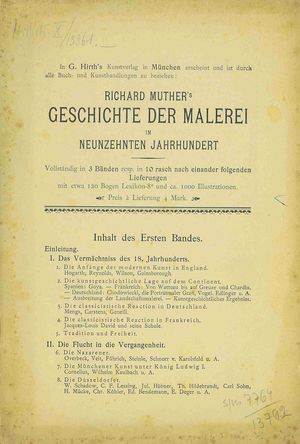 In G. Hirth's Kunstverlag in München erscheint und ist durch
alle Buch- und Kunsthandlungen zu beziehen:
RICHARD MUTHER's
GESCHICHTE DER MALEREI
IM
NEUNZEHNTEN JAHRHUNDERT
Vollständig in 3 Bänden resp. in 10 rasch nach einander folgenden
Lieferungen
mit etwa 120 Bogen Lexikon-8° und ca. 1000 Illustrationen.
Preis à Lieferung 4 Mark.
Inhalt des Ersten Bandes.
Einleitung.
I. Das Vermächtniss des 18. Jahrhunderts.
1. Die Anfänge der modernen Kunst in England.
Hogarth, Reynolds, Wilson, Gainsborough.
2. Die kunstgeschichtliche Lage auf dem Continent.
Spanien: Goya. — Frankreich: Von Watteau bis auf Greuze und Chardin.
— Deutschland: Chodowiecki, die Portraitmaler Graff, Vogel, Edlinger u. A.
— Ausbreitung der Landschaftsmalerei. — Kunstgeschichtliches Ergebniss.
3. Die classicistische Reaction in Deutschland.
Mengs, Carstens, Genelli.
4. Die classicistische Reaction in Frankreich.
Jacques-Louis David und seine Schule.
5. Tradition und Freiheit.
II. Die Flucht in die Vergangenheit.
6. Die Nazarener.
Overbeck, Veit, Führich, Steinle, Schnorr v. Karolsfeld u. A.
7. Die Münchener Kunst unter König Ludwig I.
Cornelius, Wilhelm Kaulbach u. A.
8. Die Düsseldorfer.
W. Schadow, C. F. Lessing, Jul. Hübner, Th. Hildebrandt, Carl Sohn,
H. Mücke, Chr. Köhler, Ed. Bendemann, E. Deger u. A.
7764
13762